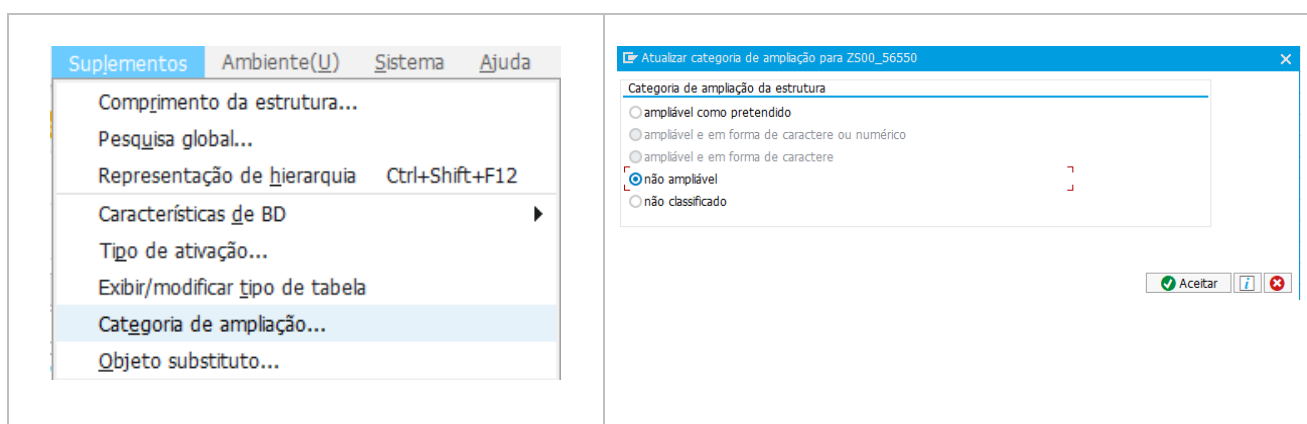 Suplementos Ambiente(U) Sistema Ajuda
Comprimento da estrutura...
Pesquisa global...
Representação de hierarquia Ctrl+Shift+F12
Características de BD
Tipo de ativação...
Exibir/modificar tipo de tabela
Categoria de ampliação...
Objeto substituto...
Atualizar categoria de ampliação para ZS00_56550
Categoria de ampliação da estrutura
ampliável como pretendido
ampliável e em forma de caractere ou numérico
ampliável e em forma de caractere
não ampliável
não classificado
Aceitar